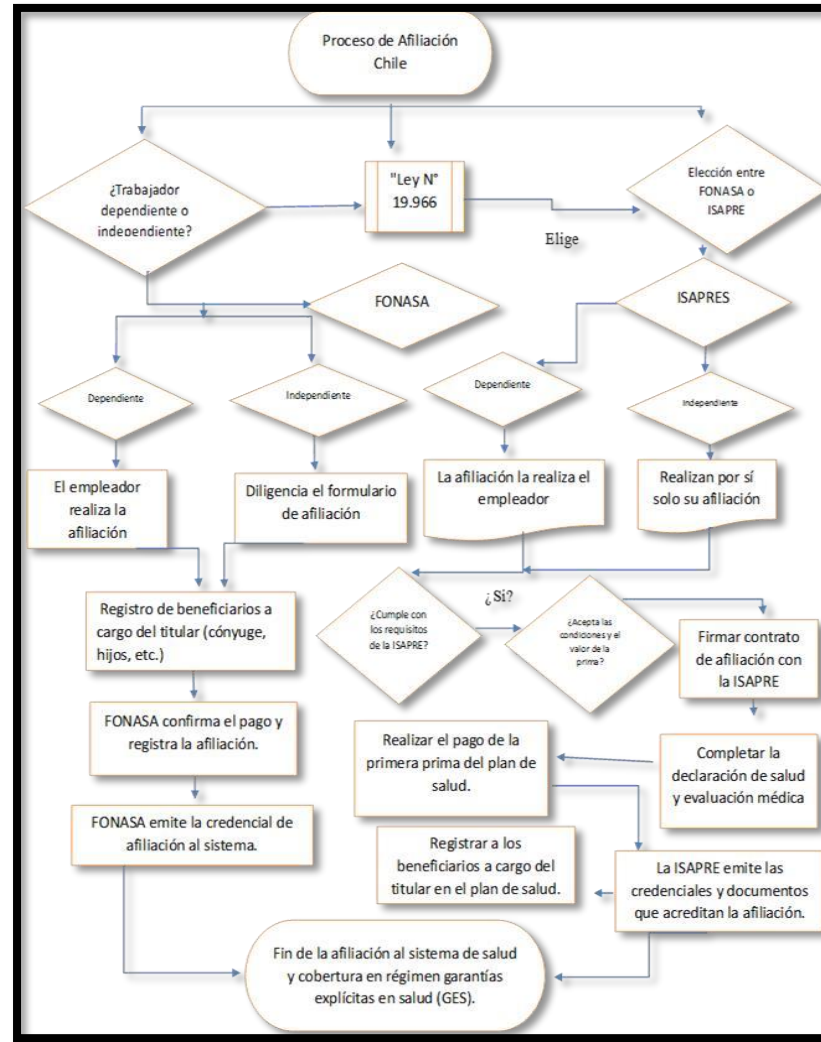 Proceso de Afiliación
Chile
¿Trabajador
dependiente o
independiente?
"Ley N°
19.966
Elección entre
FONASA o
ISAPRE
Elige
FONASA
ISAPRES
Dependiente
Independiente
Dependiente
Independiente
El empleador
realiza la
afiliación
Diligencia el formulario
de afiliación
La afiliación la realiza el
empleador
Realizan por sí
solo su afiliación
Registro de beneficiarios a
cargo del titular (cónyuge,
hijos, etc.)
¿Cumple con
los requisitos
de la ISAPRE?
¿Si?
¿Acepta las
condiciones y el
valor de la
prima?
Firmar contrato
de afiliación con
la ISAPRE
FONASA confirma el pago y
registra la afiliación.
Realizar el pago de la
primera prima del plan de
salud.
Completar la
declaración de salud
y evaluación médica
FONASA emite la credencial de
afiliación al sistema.
Registrar a los
beneficiarios a cargo del
titular en el plan de salud.
La ISAPRE emite las
credenciales y documentos
que acreditan la afiliación.
Fin de la afiliación al sistema de salud
y cobertura en régimen garantías
explícitas en salud (GES).